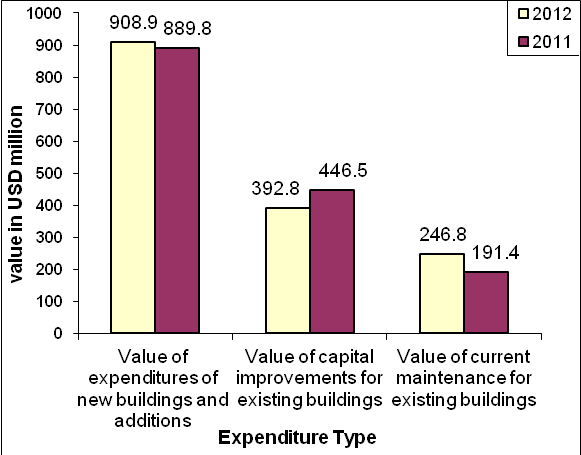 2012
2011
value in USD million
1000
900
800
700
600
500
400
300
200
100
0
908.9
889.8
392.8
446.5
246.8
191.4
Value of
expenditures of
new buildings and
additions
Value of capital
improvements for
existing buildings
Value of current
maintenance for
existing buildings
Expenditure Type